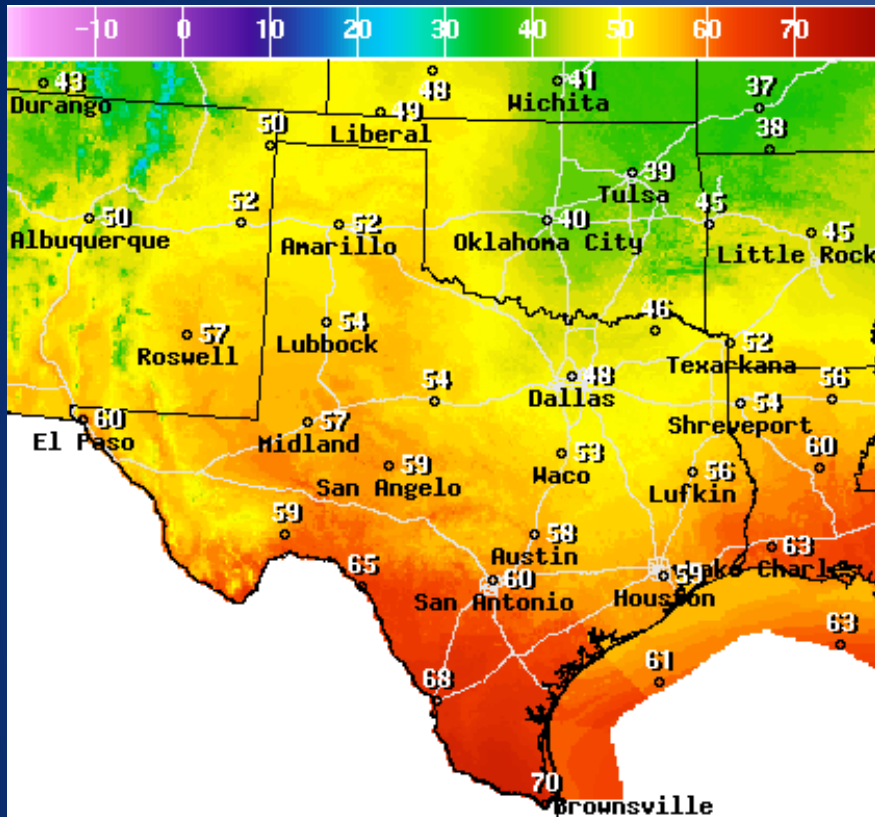 -10 0 10 20 30 40 50 60 70
43 48 41 37
Durango Wichita
49
Liberal
50 38
39
Tulsa
50 52 52 40 45 45
Albuquerque Amarillo Oklahoma City Little Rock
57 54 46
Roswell Lubbock
52
Texarkana
48
Dallas
60 57 54 54 56
El Paso Midland Shreveport
59 53 56 60
San Angelo Waco Lufkin
59 58 63
Austin
65 60 59 Charles
San Antonio Houston
63
61
68
70
Brownsville